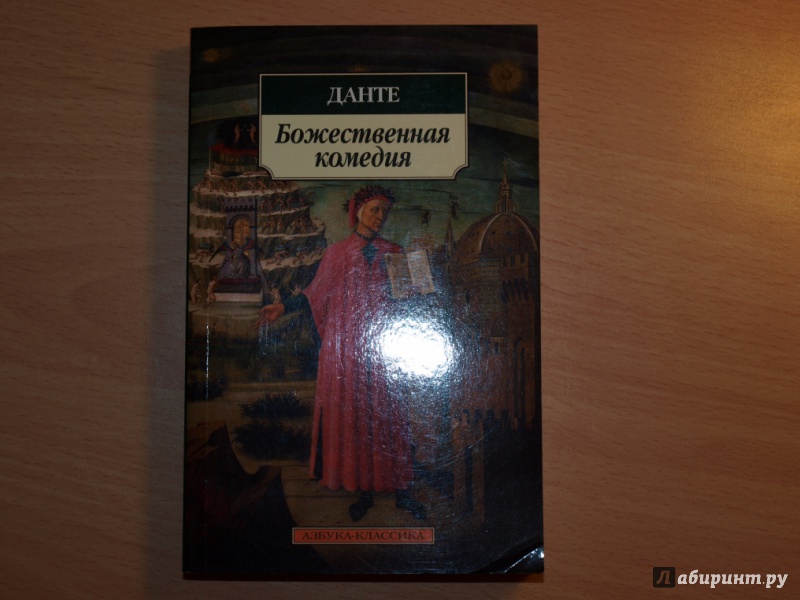 ДАНТЕ
Божественная
комедия
АЗБУКА-КЛАССИКА
Лабиринт.ру